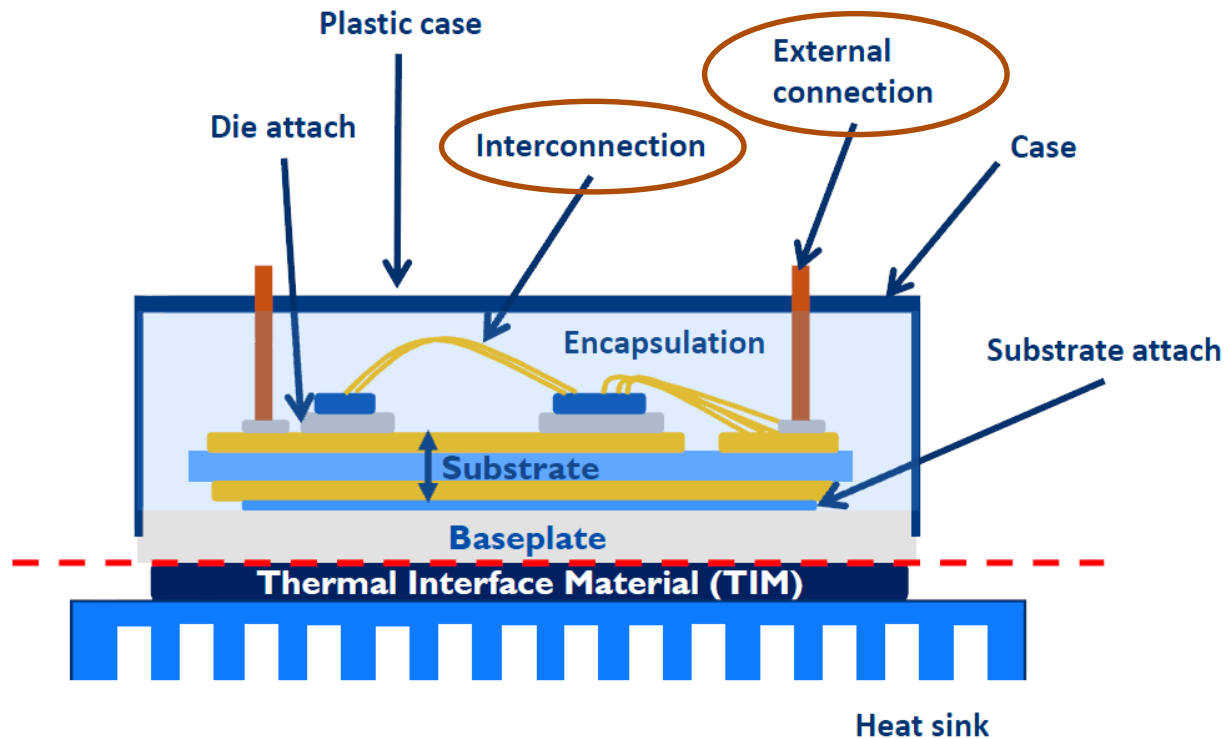 Plastic case
External
connection
Die attach
Interconnection
Case
Encapsulation
Substrate attach
Substrate
Baseplate
Thermal Interface Material (TIM)
Heat sink